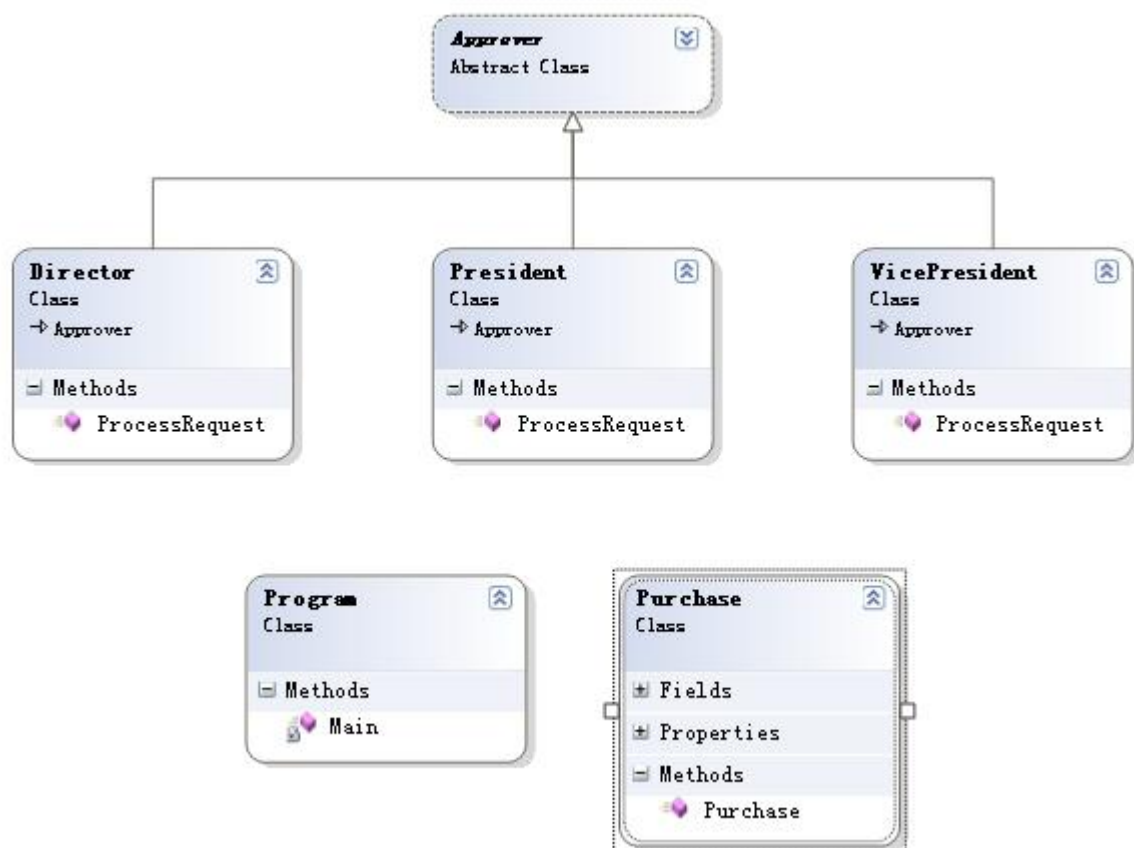 Approver
Abstract Class
Director
Class
Approver
Methods
ProcessRequest
President
Class
Approver
Methods
ProcessRequest
VicePresident
Class
Approver
Methods
ProcessRequest
Program
Class
Methods
Main
Purchase
Class
Fields
Properties
Methods
Purchase